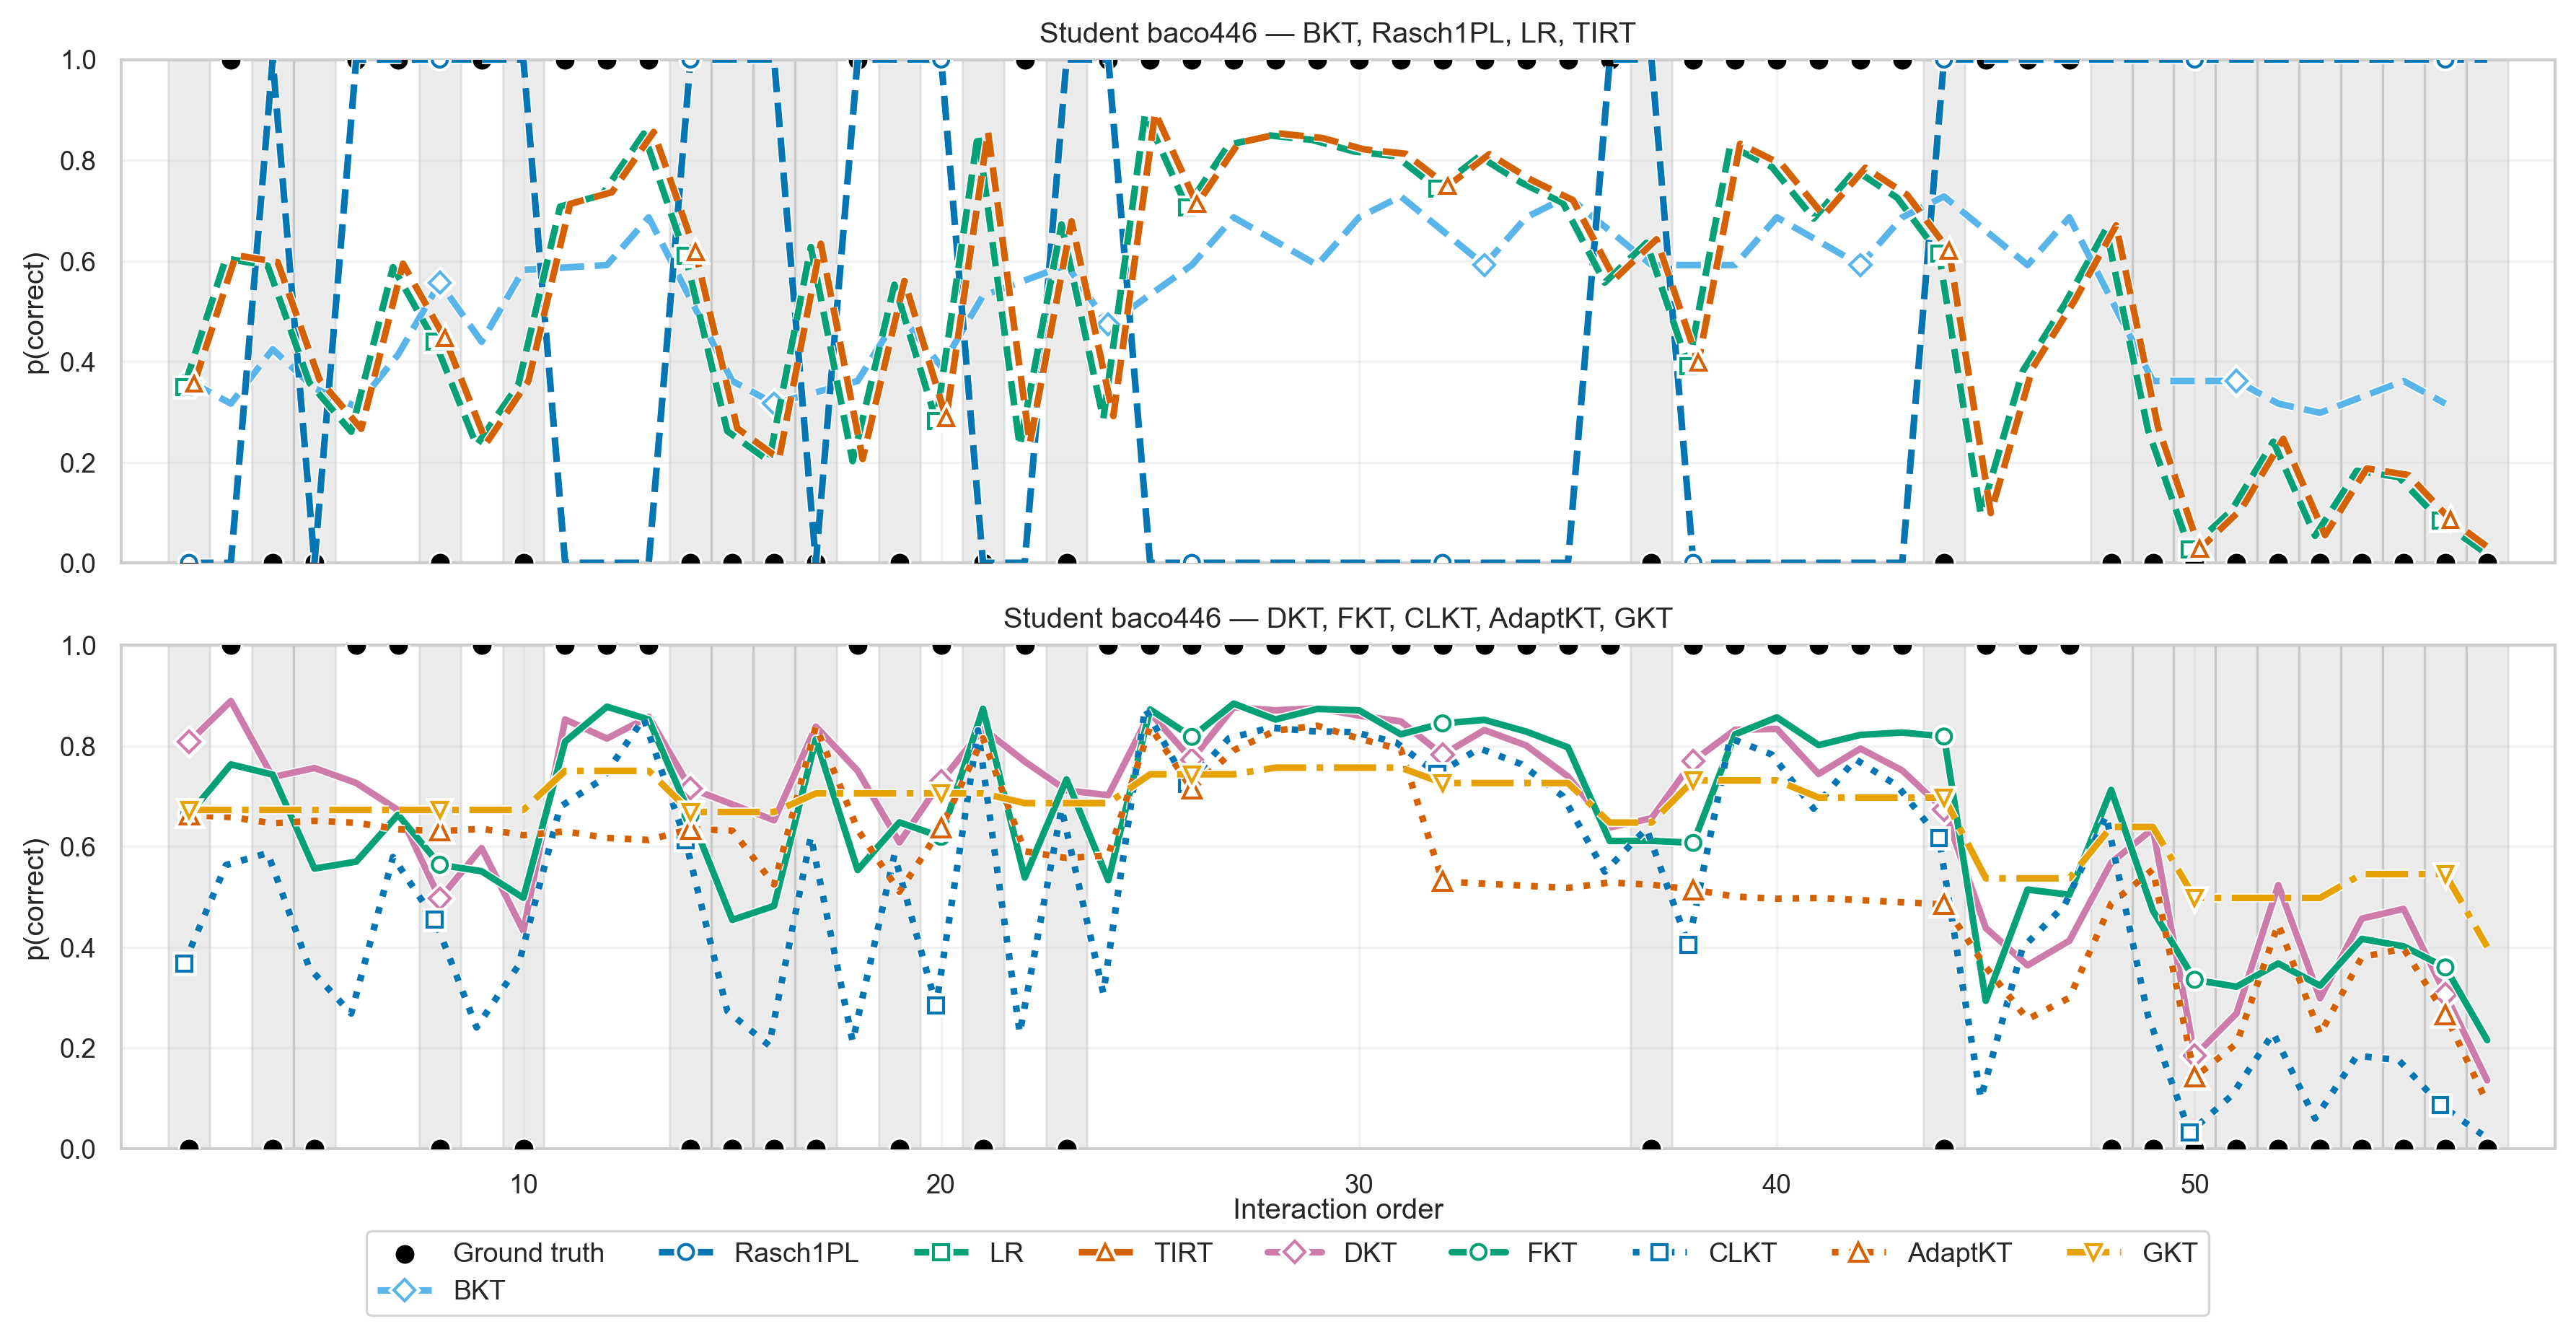 Student baco446 — BKT, Rasch1PL, LR, TIRT
1.0
0.8
0.6
0.4
0.2
0.0
p(correct)
Student baco446 — DKT, FKT, CLKT, AdaptKT, GKT
1.0
0.8
0.6
0.4
0.2
0.0
p(correct)
10 20 30 40 50
Interaction order
Ground truth Rasch1PL LR TIRT DKT FKT CLKT AdaptKT GKT
BKT